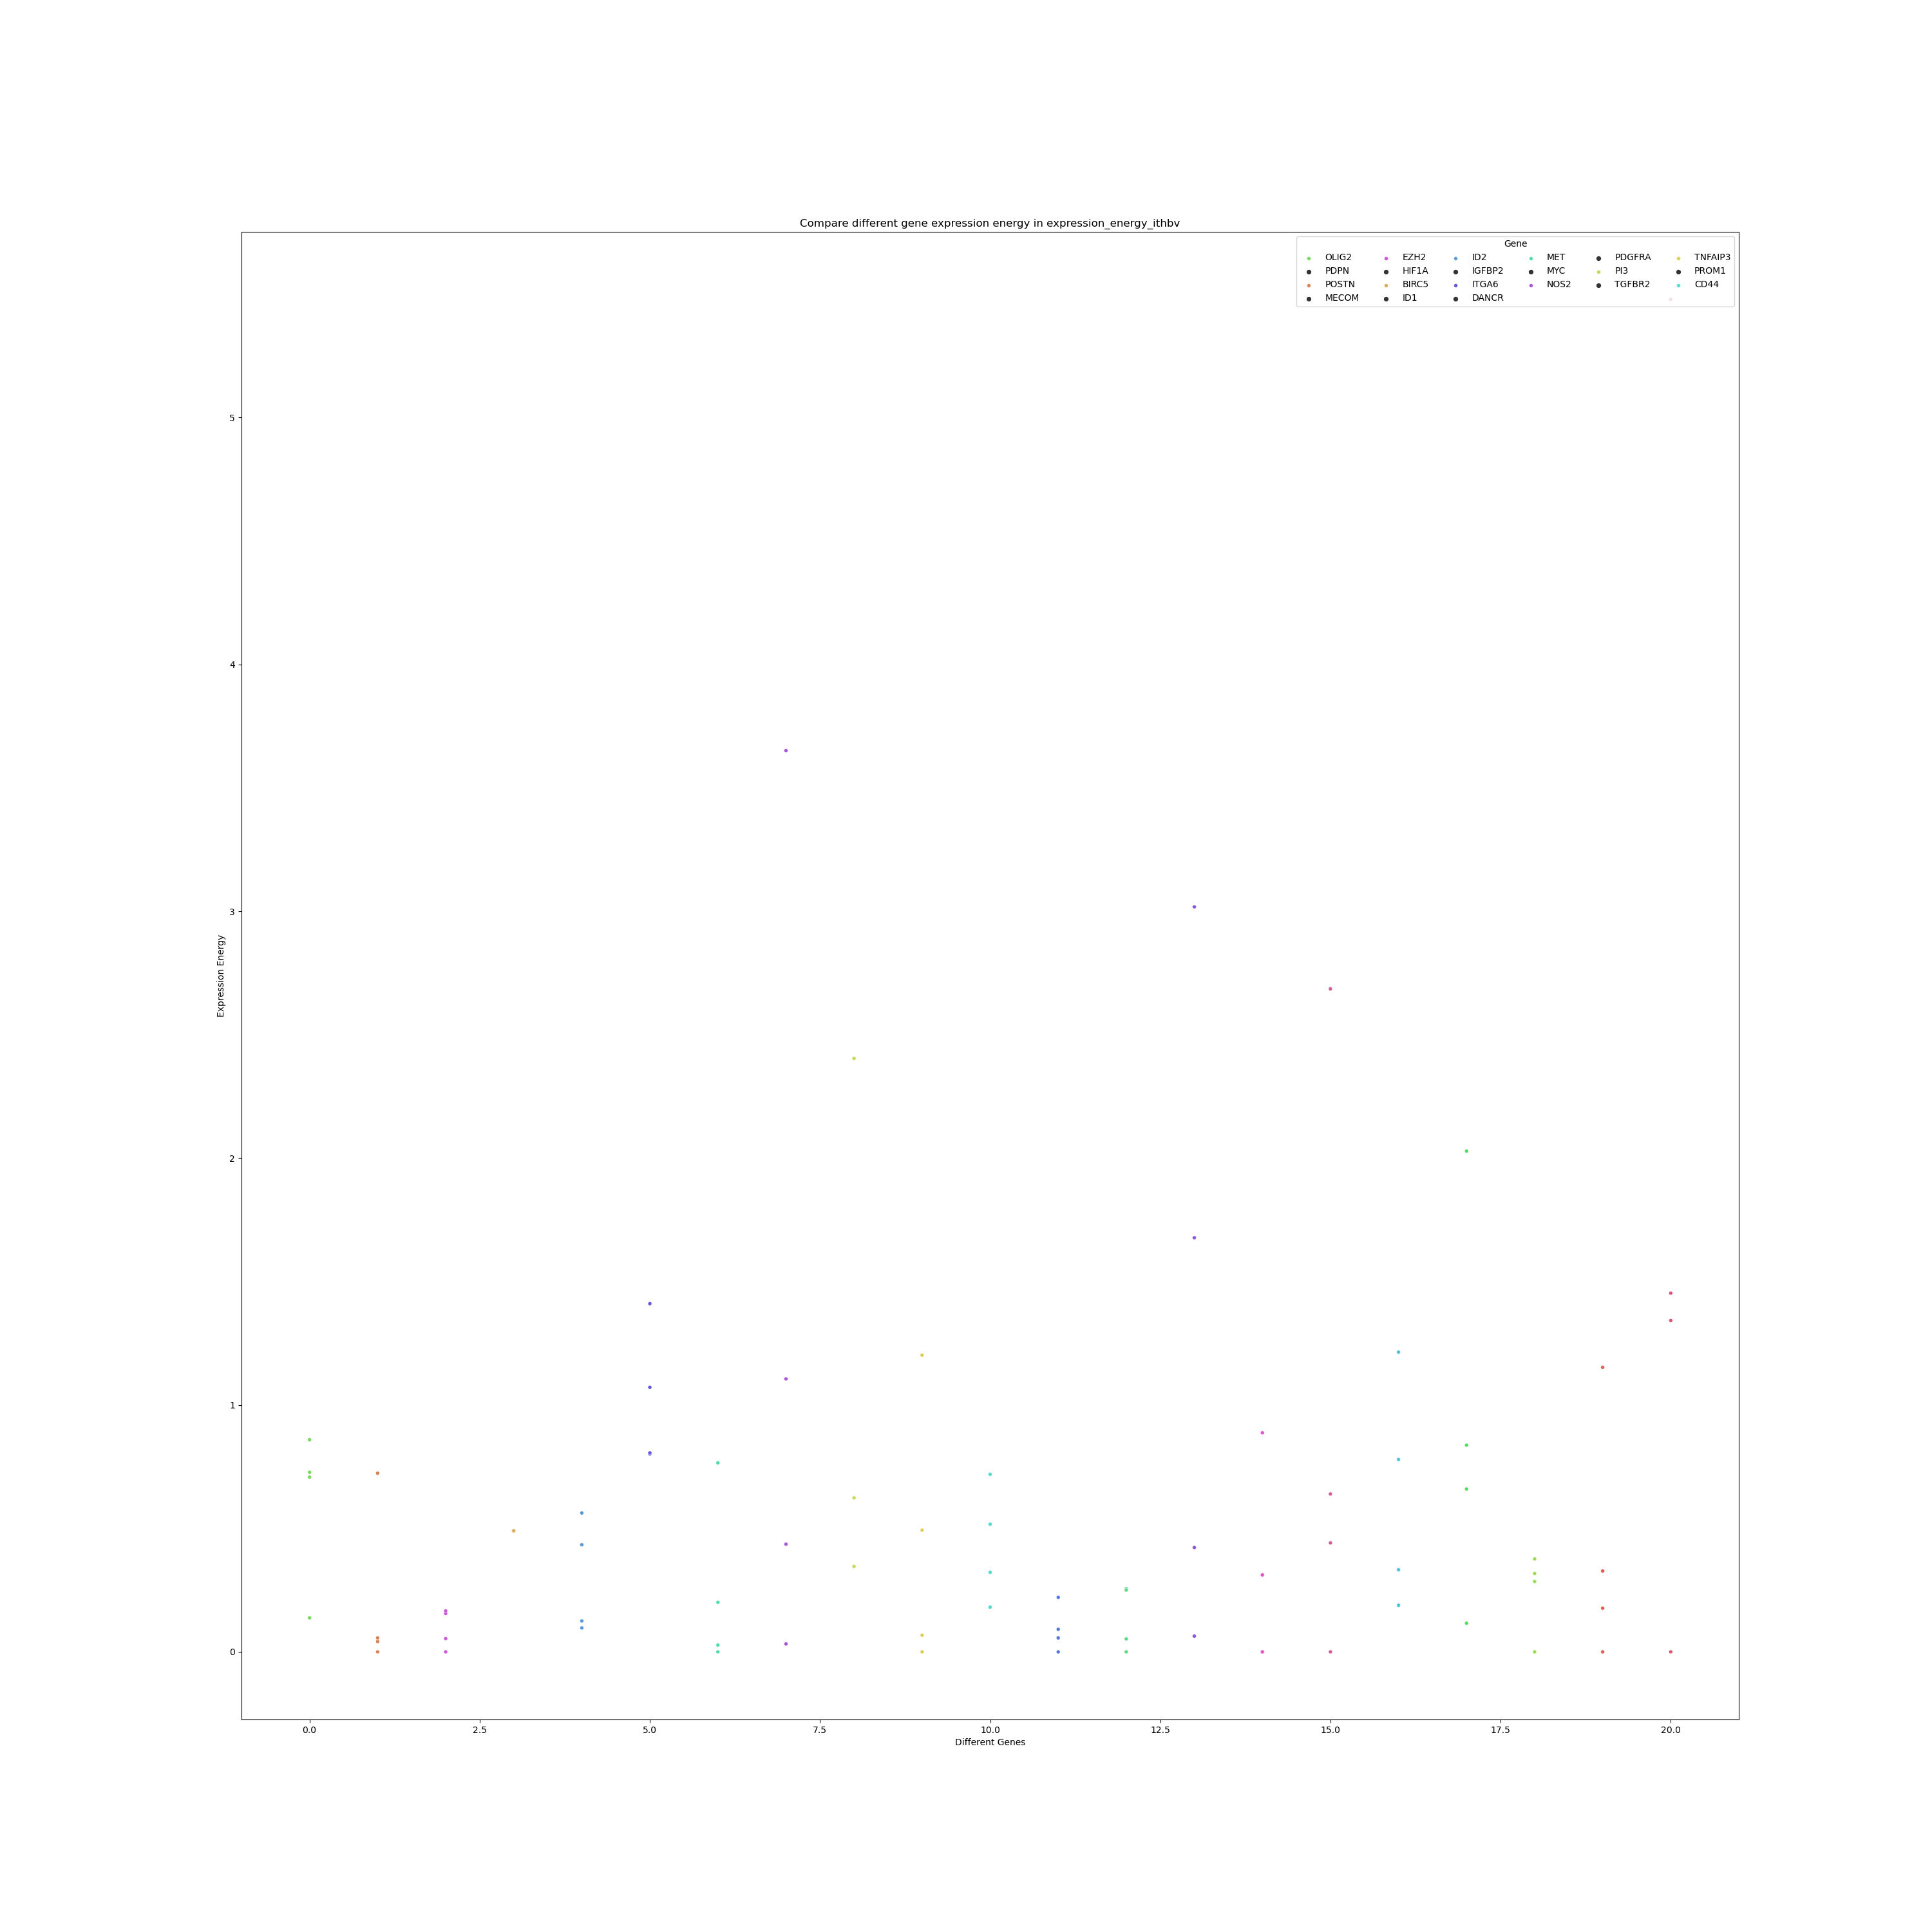 Compare different gene expression energy in expression_energy_ithbv
Gene
OLIG2 EZH2 ID2 MET PDGFRA TNFAIP3
PDPN HIF1A IGFBP2 MYC PI3 PROM1
POSTN BIRC5 ITGA6 NOS2 TGFBR2 CD44
MECOM ID1 DANCR
5
4
3
2
1
0
Expression Energy
0.0 2.5 5.0 7.5 10.0 12.5 15.0 17.5 20.0
Different Genes